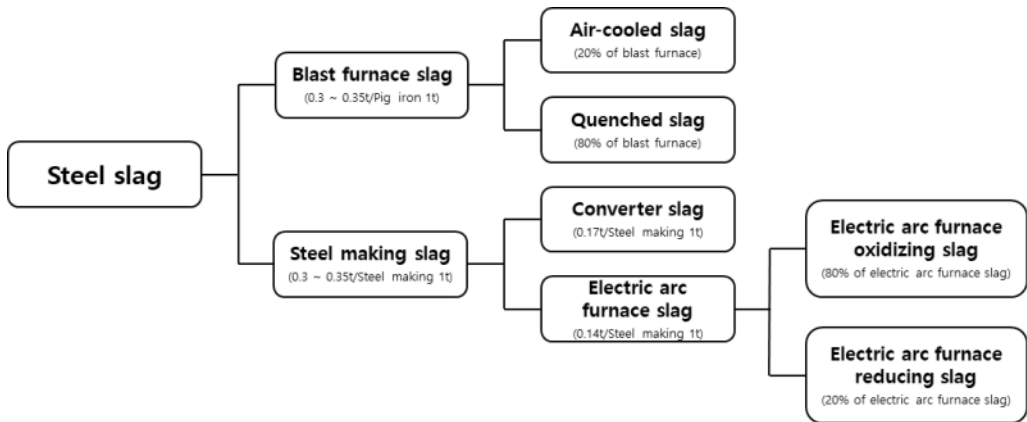 Steel slag
Blast furnace slag
(0.3 ~ 0.35t/Pig iron 1t)
Air-cooled slag
(20% of blast furnace)
Quenched slag
(80% of blast furnace)
Steel making slag
(0.3 ~ 0.35t/Steel making 1t)
Converter slag
(0.17t/Steel making 1t)
Electric arc
furnace slag
(0.14t/Steel making 1t)
Electric arc furnace
oxidizing slag
(80% of electric arc furnace slag)
Electric arc furnace
reducing slag
(20% of electric arc furnace slag)